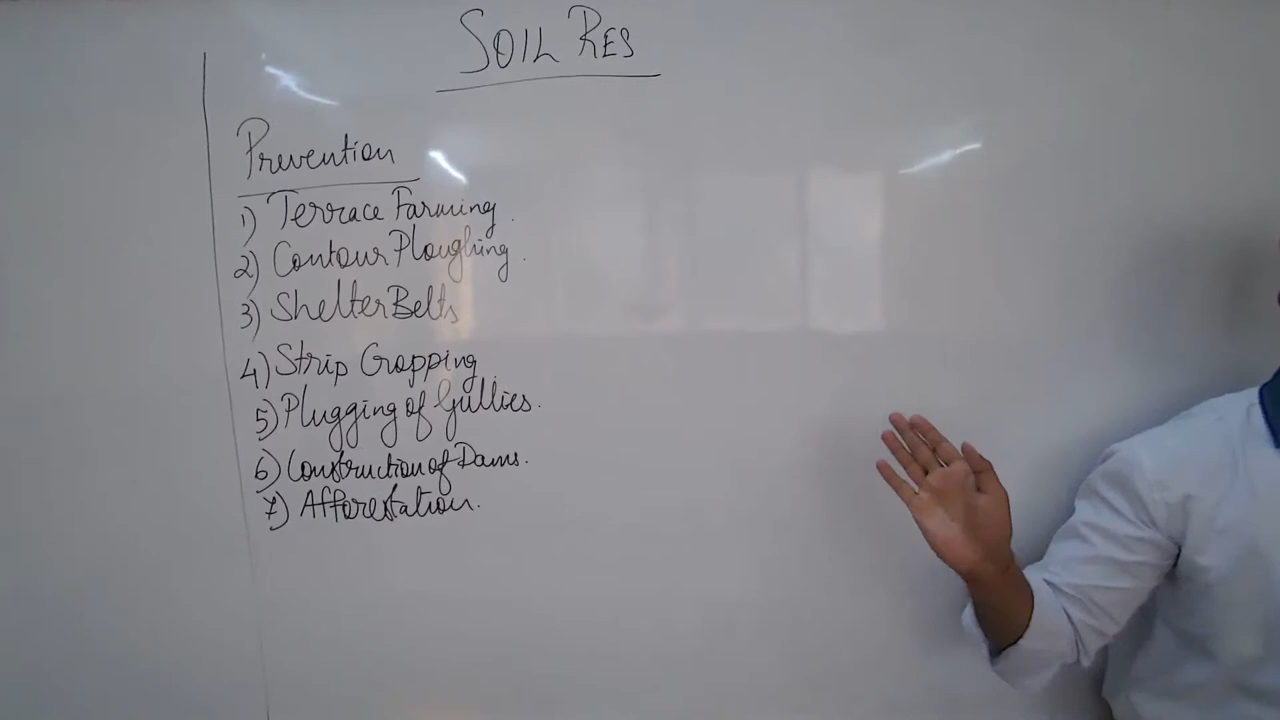 SOIL RES
Prevention
1) Terrace Farming.
2) Contour Ploughing.
3) Shelter Belts
4) Strip Cropping
5) Plugging of Gullies.
6) Construction of Dams.
7) Afforestation.